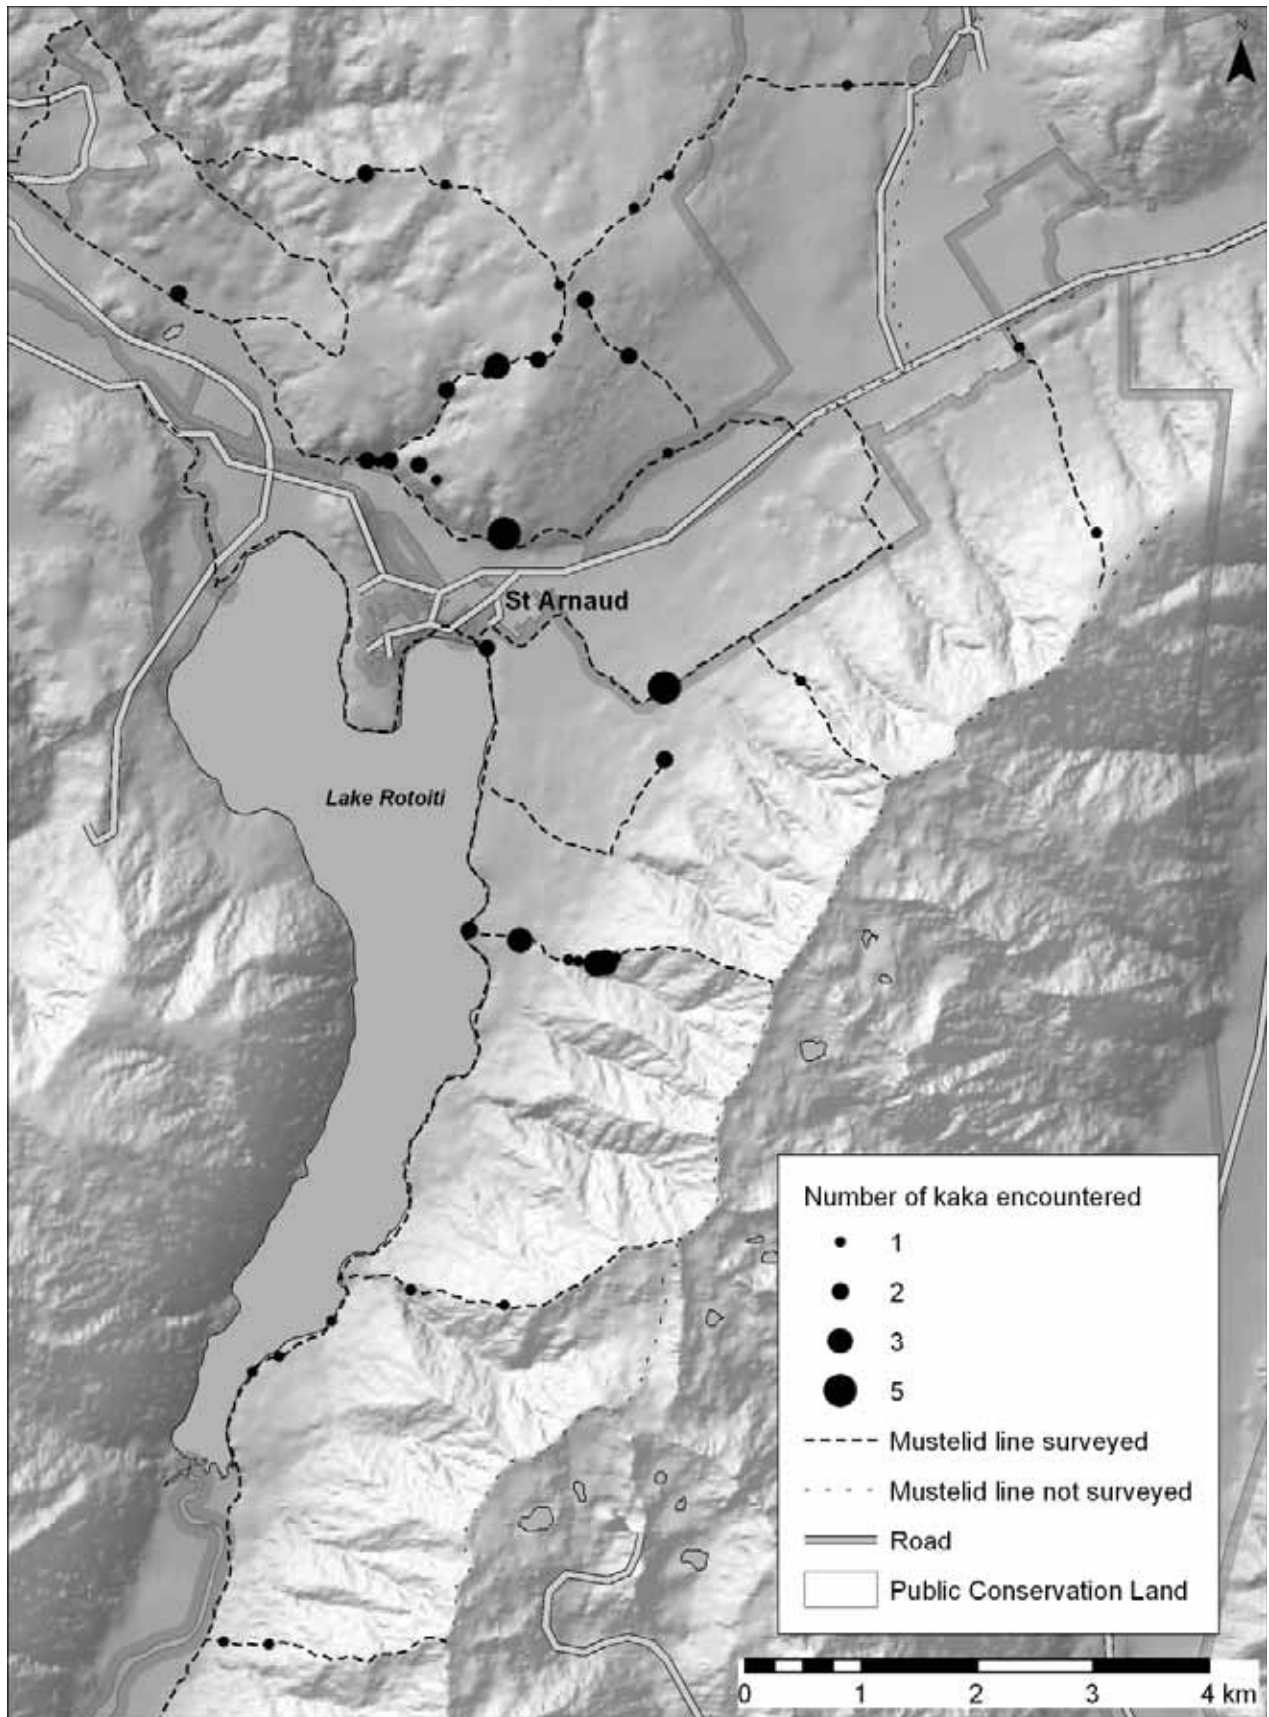 St Arnaud
Lake Rotoiti
Number of kaka encountered
1
2
3
5
Mustelid line surveyed
Mustelid line not surveyed
Road
Public Conservation Land
0 1 2 3 4 km